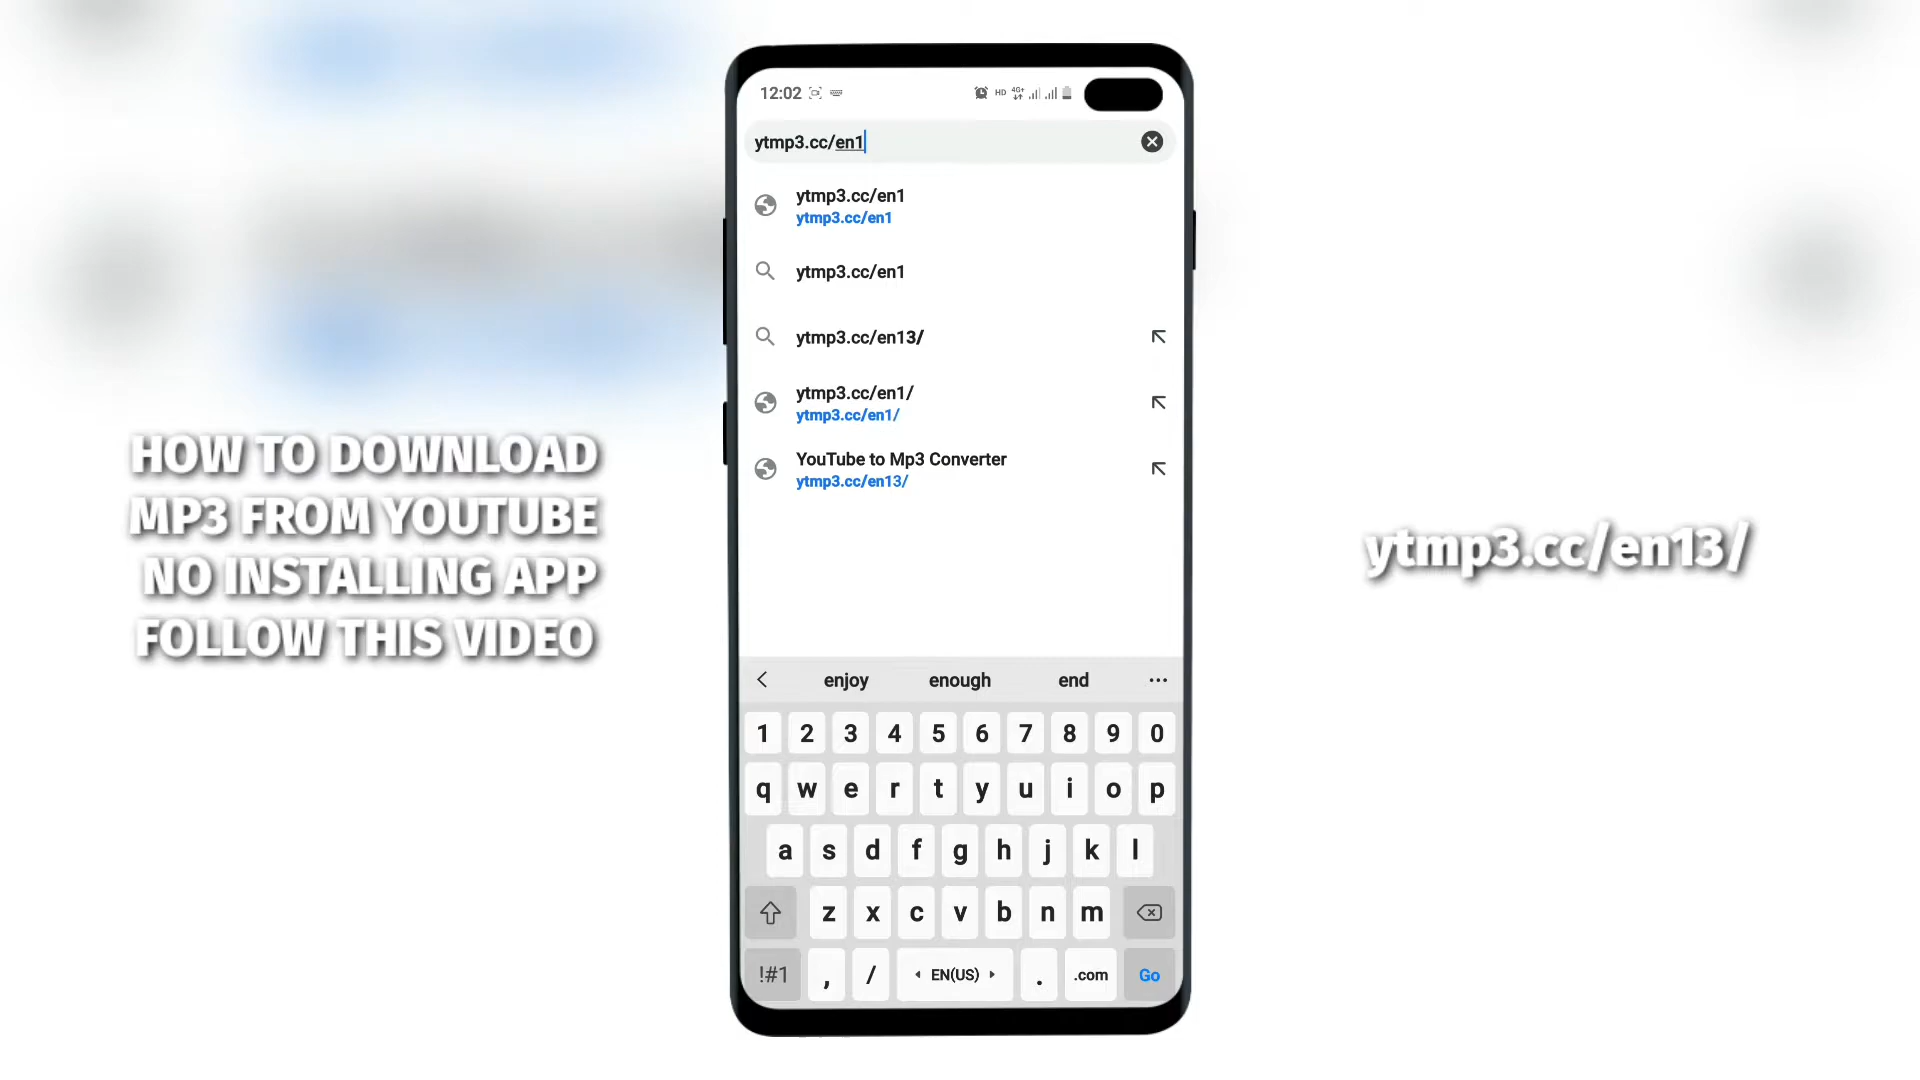 HOW TO DOWNLOAD
MP3 FROM YOUTUBE
NO INSTALLING APP
FOLLOW THIS VIDEO
12:02 HD 4G+
ytmp3.cc/en1
ytmp3.cc/en1
ytmp3.cc/en1
ytmp3.cc/en1
ytmp3.cc/en13/
ytmp3.cc/en1/
ytmp3.cc/en1/
YouTube to Mp3 Converter
ytmp3.cc/en13/
enjoy enough end ...
1 2 3 4 5 6 7 8 9 0
q w e r t y u i o p
a s d f g h j k l
z x c v b n m
!#1 , / EN(US) . .com Go
ytmp3.cc/en13/